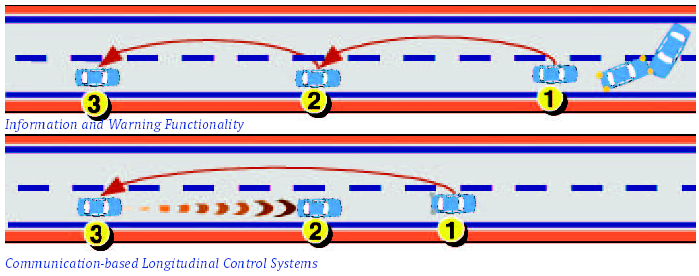 3 2 1
Information and Warning Functionality
3 2 1
Communication-based Longitudinal Control Systems